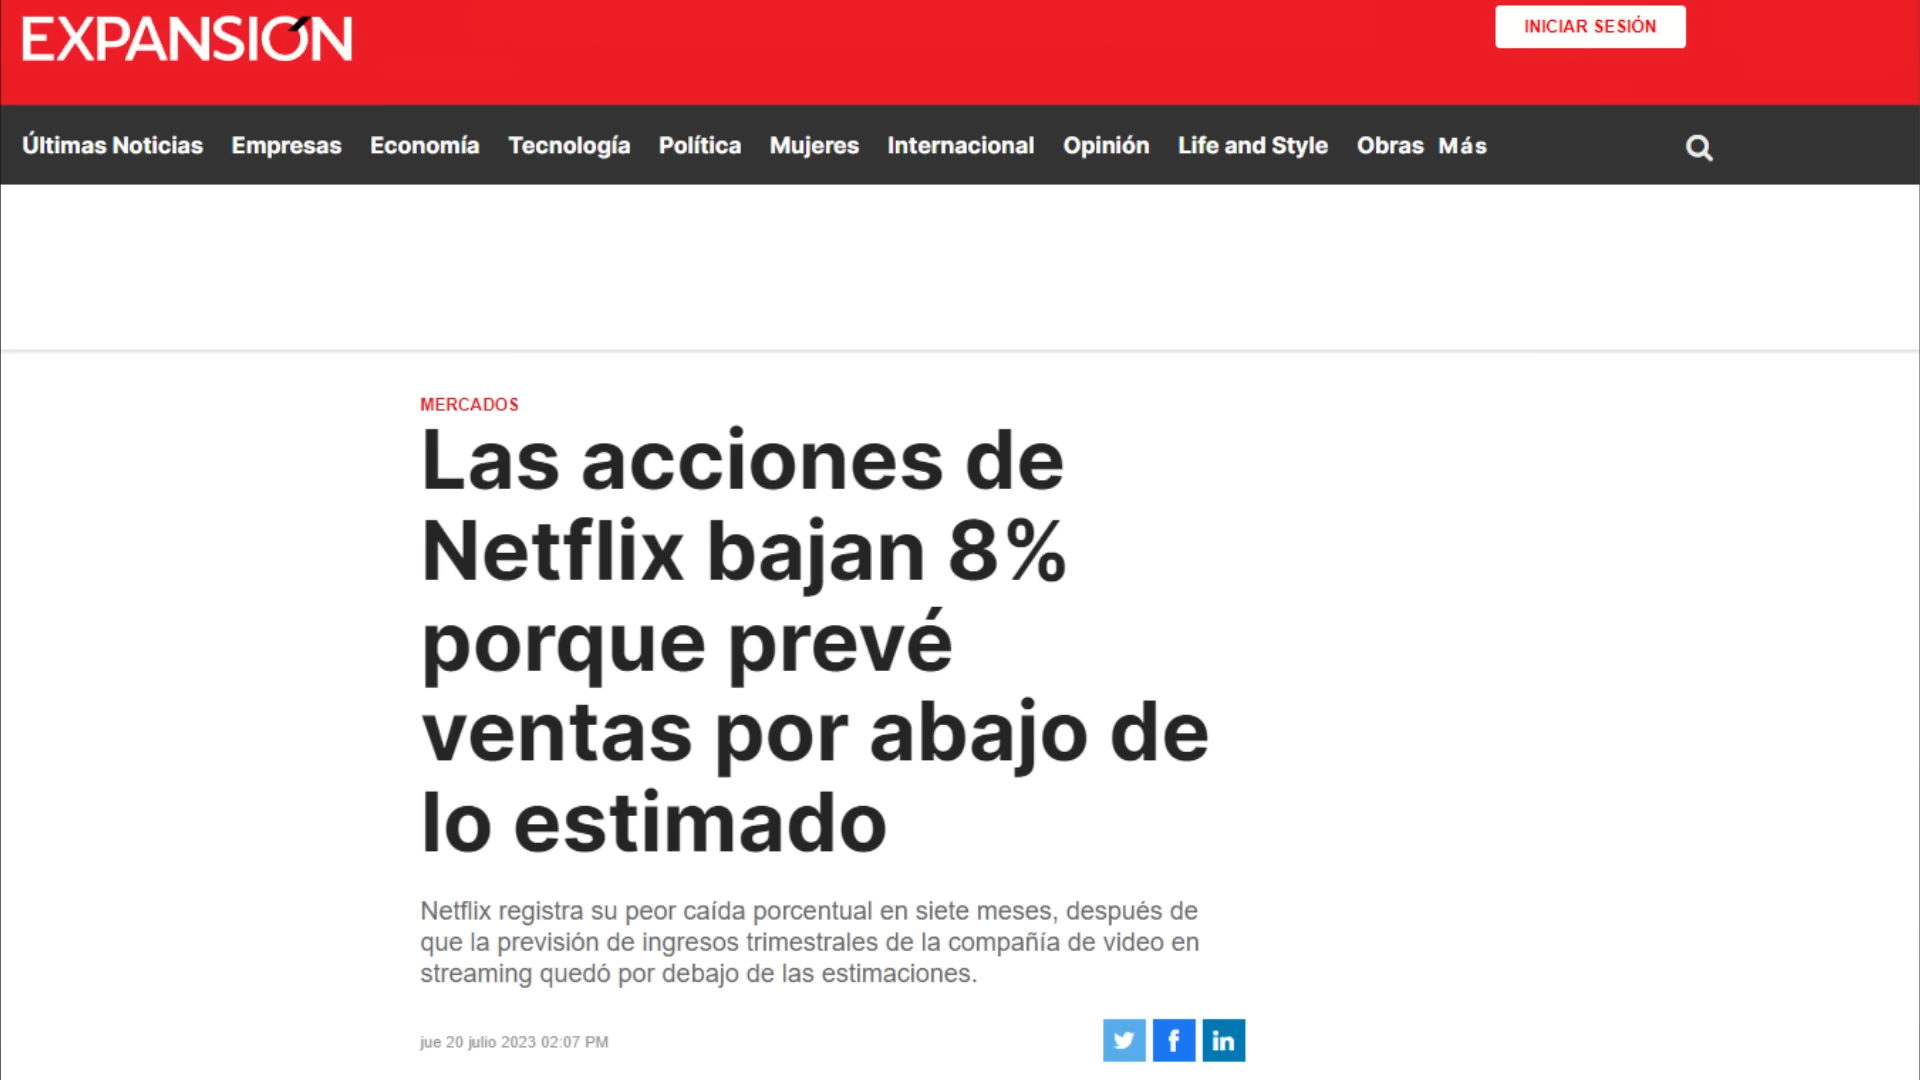 EXPANSIÓN
INICIAR SESIÓN
Últimas Noticias Empresas Economía Tecnología Política Mujeres Internacional Opinión Life and Style Obras Más
MERCADOS
Las acciones de
Netflix bajan 8%
porque prevé
ventas por abajo de
lo estimado
Netflix registra su peor caída porcentual en siete meses, después de
que la previsión de ingresos trimestrales de la compañía de video en
streaming quedó por debajo de las estimaciones.
jue 20 julio 2023 02:07 PM